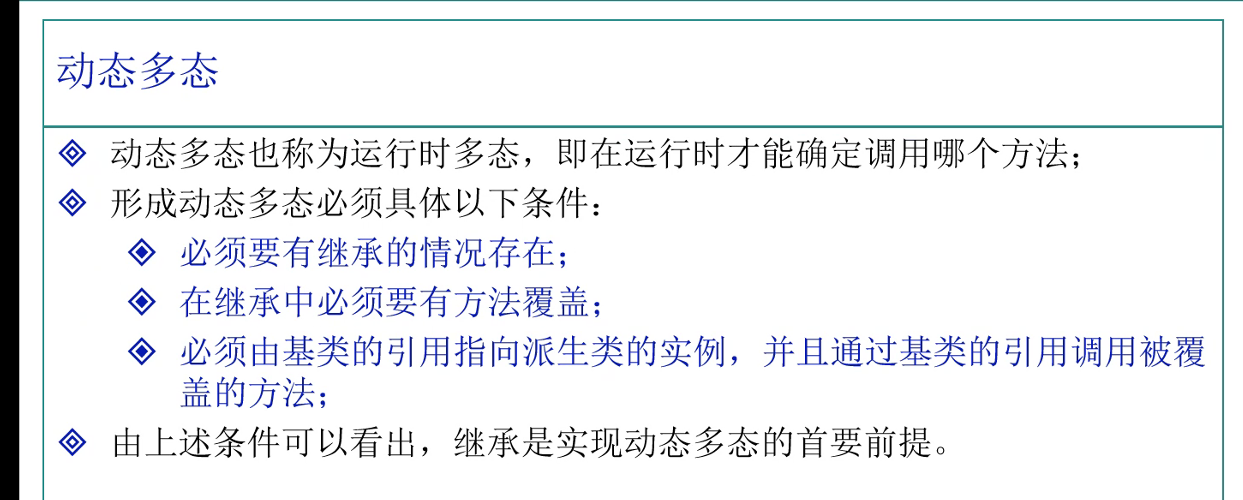 动态多态
动态多态也称为运行时多态，即在运行时才能确定调用哪个方法；
形成动态多态必须具体以下条件：
必须要有继承的情况存在；
在继承中必须要有方法覆盖；
必须由基类的引用指向派生类的实例，并且通过基类的引用调用被覆
盖的方法；
由上述条件可以看出，继承是实现动态多态的首要前提。